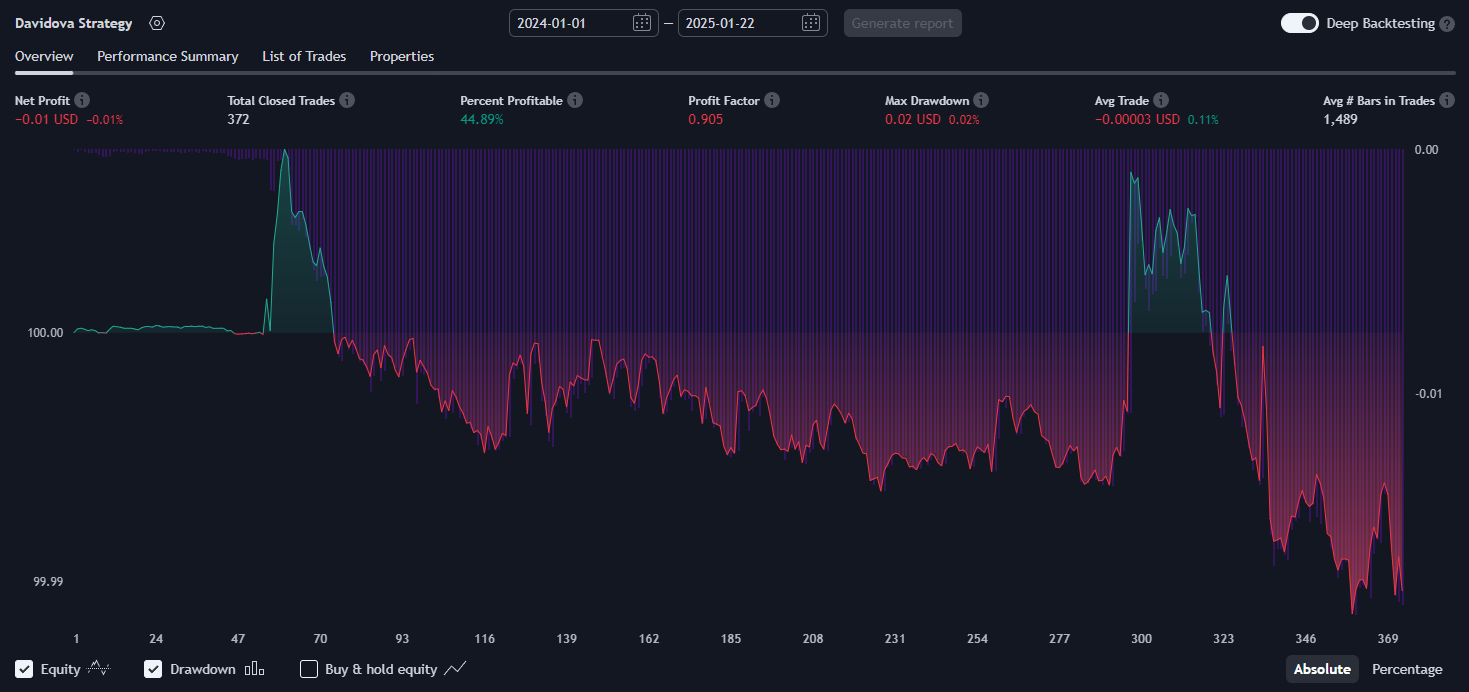 Davidova Strategy 2024-01-01 — 2025-01-22 Generate report Deep Backtesting ?
Overview Performance Summary List of Trades Properties
Net Profit i Total Closed Trades i Percent Profitable i Profit Factor i Max Drawdown i Avg Trade i Avg # Bars in Trades i
−0.01 USD −0.01% 372 44.89% 0.905 0.02 USD 0.02% −0.00003 USD 0.11% 1,489
0.00
100.00
-0.01
99.99
1 24 47 70 93 116 139 162 185 208 231 254 277 300 323 346 369
Equity Drawdown Buy & hold equity Absolute Percentage